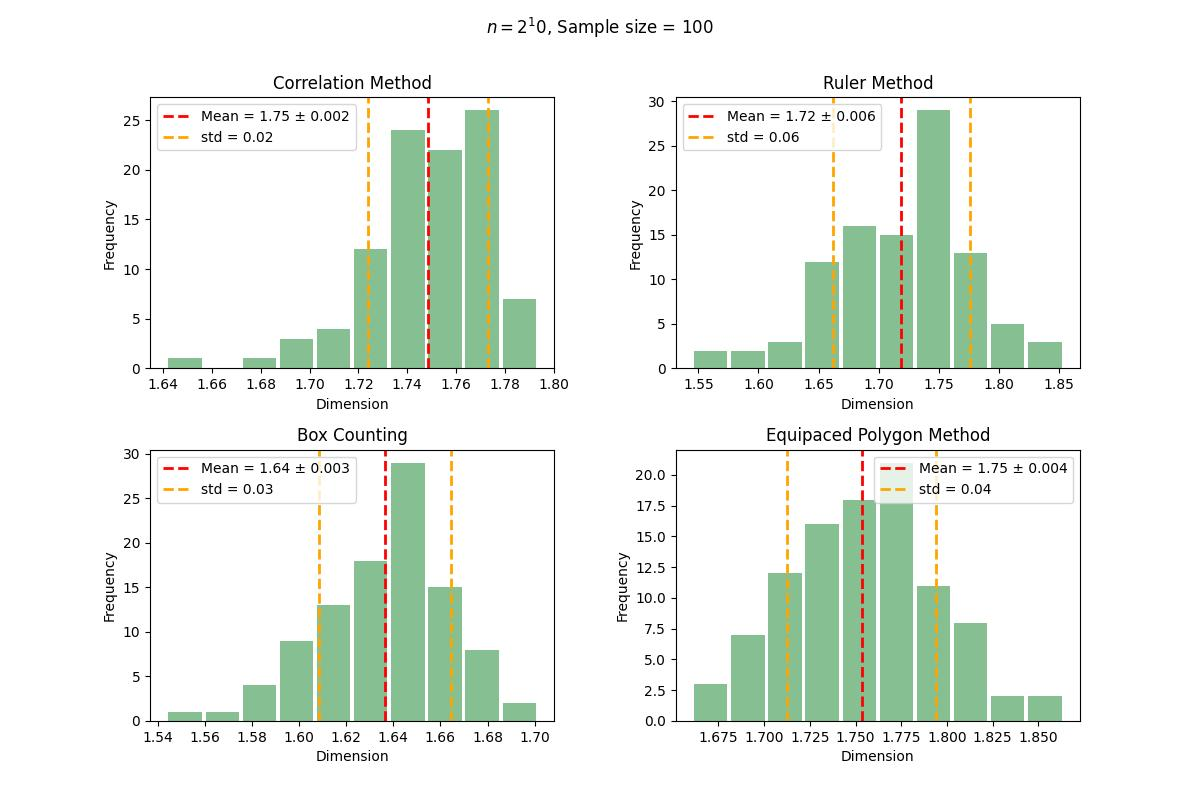 n = 2¹0, Sample size = 100
Correlation Method
Mean = 1.75 ± 0.002
std = 0.02
Frequency
25
20
15
10
5
0
1.64 1.66 1.68 1.70 1.72 1.74 1.76 1.78 1.80
Dimension
Ruler Method
Mean = 1.72 ± 0.006
std = 0.06
Frequency
30
25
20
15
10
5
0
1.55 1.60 1.65 1.70 1.75 1.80 1.85
Dimension
Box Counting
Mean = 1.64 ± 0.003
std = 0.03
Frequency
30
25
20
15
10
5
0
1.54 1.56 1.58 1.60 1.62 1.64 1.66 1.68 1.70
Dimension
Equipaced Polygon Method
Mean = 1.75 ± 0.004
std = 0.04
Frequency
20.0
17.5
15.0
12.5
10.0
7.5
5.0
2.5
0.0
1.675 1.700 1.725 1.750 1.775 1.800 1.825 1.850
Dimension